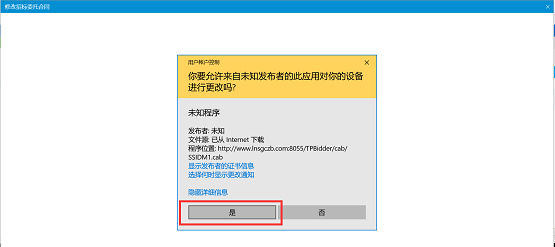 修改招标委托合同
用户帐户控制
你要允许来自未知发布者的此应用对你的设备
进行更改吗?
未知程序
发布者: 未知
文件源: 已从 Internet 下载
程序位置: http://www.lnsgczb.com:8055/TPBidder/cab/
SSIDM1.cab
显示发布者的证书信息
选择何时显示更改通知
隐藏详细信息
是
否